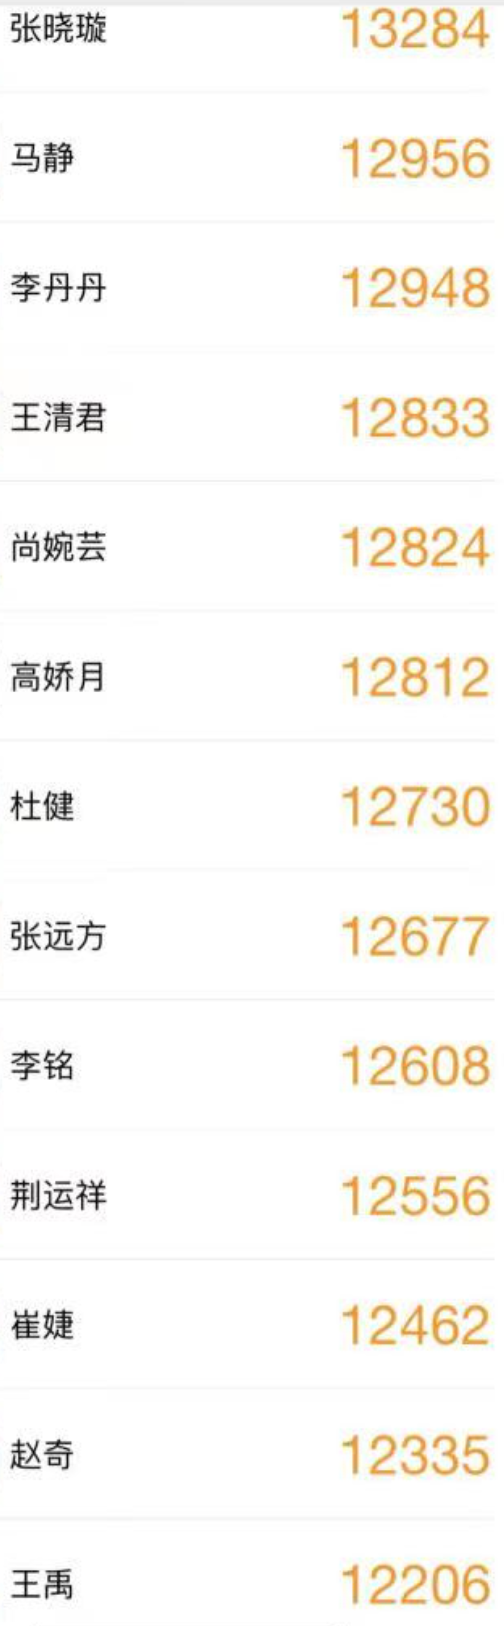 张晓璇 13284
马静 12956
李丹丹 12948
王清君 12833
尚婉芸 12824
高娇月 12812
杜健 12730
张远方 12677
李铭 12608
荆运祥 12556
崔婕 12462
赵奇 12335
王禹 12206